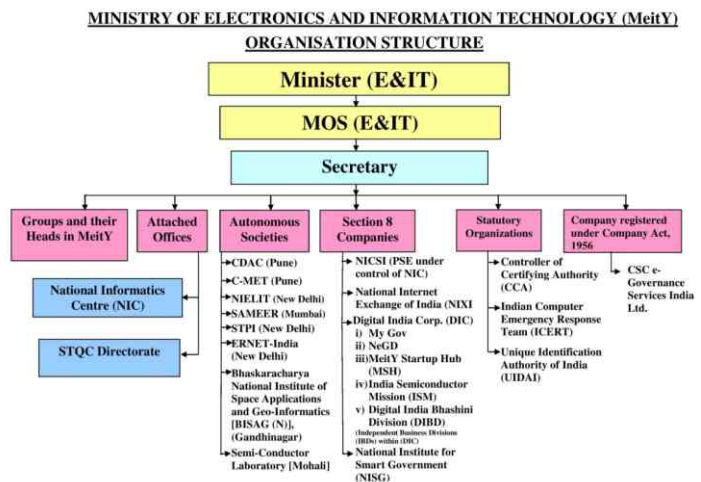 MINISTRY OF ELECTRONICS AND INFORMATION TECHNOLOGY (MeitY)
ORGANISATION STRUCTURE
Minister (E&IT)
MOS (E&IT)
Secretary
Groups and their
Heads in MeitY
Attached
Offices
National Informatics
Centre (NIC)
STQC Directorate
Autonomous
Societies
CDAC (Pune)
C-MET (Pune)
NIELIT (New Delhi)
SAMEER (Mumbai)
STPI (New Delhi)
ERNET-India
(New Delhi)
Bhaskaracharya
National Institute of
Space Applications
and Geo-Informatics
[BISAG (N)],
(Gandhinagar)
Semi-Conductor
Laboratory [Mohali]
Section 8
Companies
NICSI (PSE under
control of NIC)
National Internet
Exchange of India (NIXI
Digital India Corp. (DIC)
i) My Gov
ii) NeGD
iii)MeitY Startup Hub
(MSH)
iv)India Semiconductor
Mission (ISM)
v) Digital India Bhashini
Division (DIBD)
(Independent Business Divisions
(IBDs) within (DIC)
National Institute for
Smart Government
(NISG)
Statutory
Organizations
Controller of
Certifying Authority
(CCA)
Indian Computer
Emergency Response
Team (ICERT)
Unique Identification
Authority of India
(UIDAI)
Company registered
under Company Act,
1956
CSC e-
Governance
Services India
Ltd.